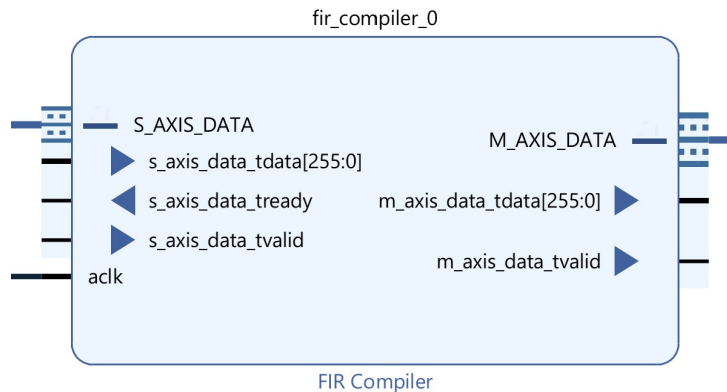 fir_compiler_0
S_AXIS_DATA
s_axis_data_tdata[255:0]
s_axis_data_tready
s_axis_data_tvalid
aclk
M_AXIS_DATA
m_axis_data_tdata[255:0]
m_axis_data_tvalid
FIR Compiler